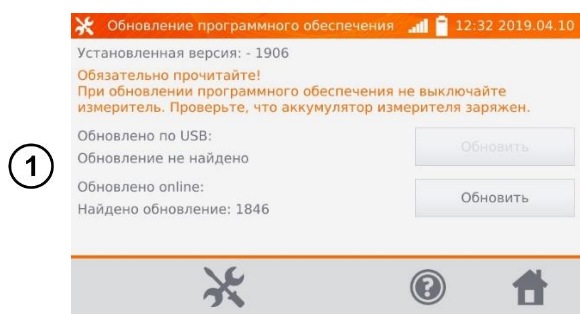 Обновление программного обеспечения 12:32 2019.04.10
Установленная версия: - 1906
Обязательно прочитайте!
При обновлении программного обеспечения не выключайте
измеритель. Проверьте, что аккумулятор измерителя заряжен.
Обновлено по USB:
Обновить
Обновление не найдено
1
Обновлено online:
Обновить
Найдено обновление: 1846
?